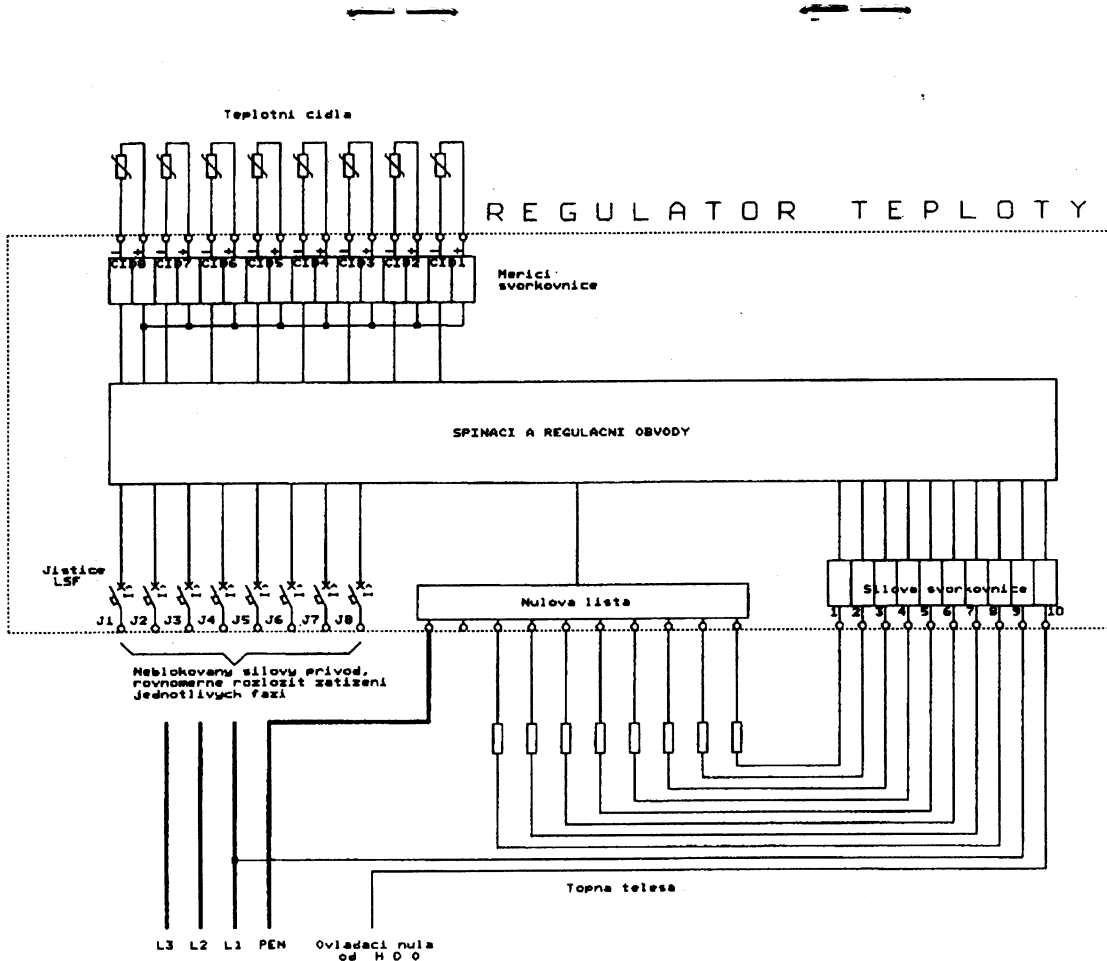 Teplotni cidla
REGULATOR TEPLOTY
- + - + - + - + - + - + - + - +
CID8 CID7 CID6 CID5 CID4 CID3 CID2 CID1
Merici
svorkovnice
SPINACI A REGULACNI OBVODY
Jistice
LSF
I> I> I> I> I> I> I> I>
J1 J2 J3 J4 J5 J6 J7 J8
Nulova lista
Silova svorkovnice
1 2 3 4 5 6 7 8 9 10
Neblokovany silovy privod,
rovnomerne rozlozit zatizeni
jednotlivych fazi
Topna telesa
L3 L2 L1 PEN
Ovladaci nula
od H D O